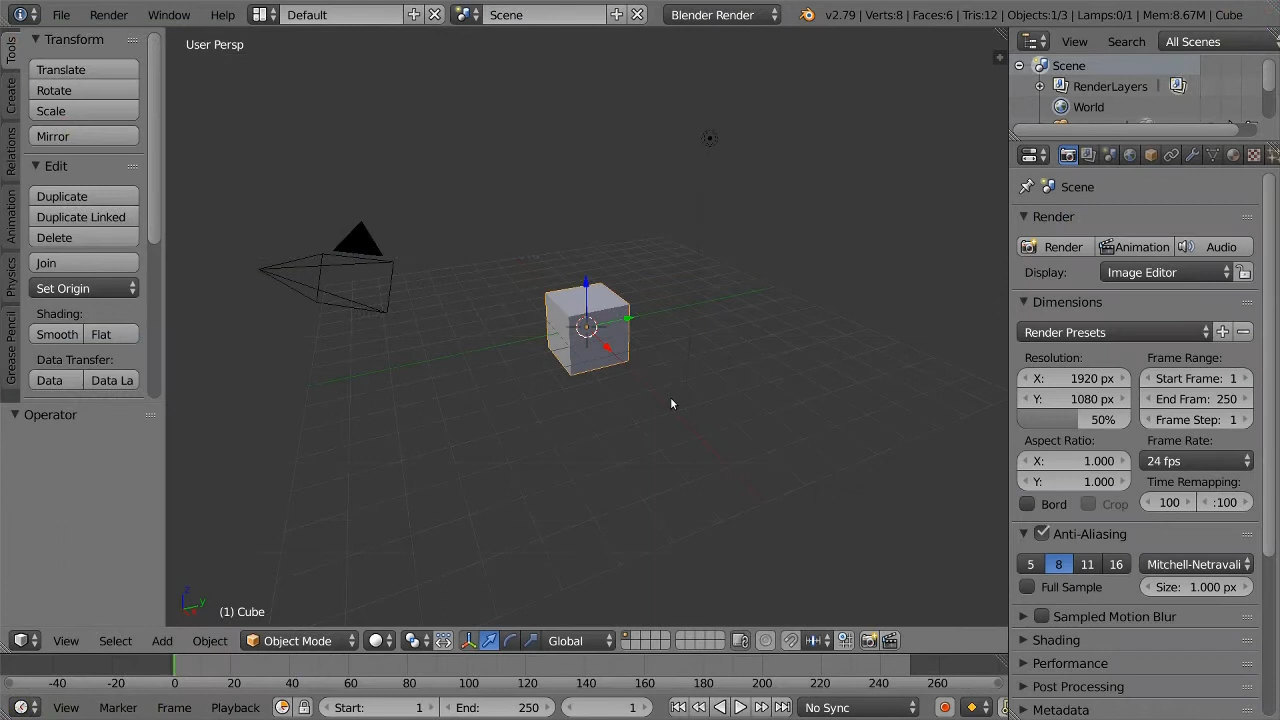 File Render Window Help Default Scene Blender Render v2.79 | Verts:8 | Faces:6 | Tris:12 | Objects:1/3 | Lamps:0/1 | Mem:8.67M | Cube
Tools
Create
Relations
Animation
Physics
Grease Pencil
Transform
Translate
Rotate
Scale
Mirror
Edit
Duplicate
Duplicate Linked
Delete
Join
Set Origin
Shading:
Smooth Flat
Data Transfer:
Data Data La
Operator
User Persp
(1) Cube
View Search All Scenes
Scene
RenderLayers
World
Scene
Render
Render Animation Audio
Display: Image Editor
Dimensions
Render Presets
Resolution: Frame Range:
X: 1920 px Start Frame: 1
Y: 1080 px End Fram: 250
50% Frame Step: 1
Aspect Ratio: Frame Rate:
X: 1.000 24 fps
Y: 1.000 Time Remapping:
Bord Crop 100 :100
Anti-Aliasing
5 8 11 16 Mitchell-Netravali
Full Sample Size: 1.000 px
Sampled Motion Blur
Shading
Performance
Post Processing
Metadata
View Select Add Object Object Mode Global
-40 -20 0 20 40 60 80 100 120 140 160 180 200 220 240 260
View Marker Frame Playback Start: 1 End: 250 1 No Sync